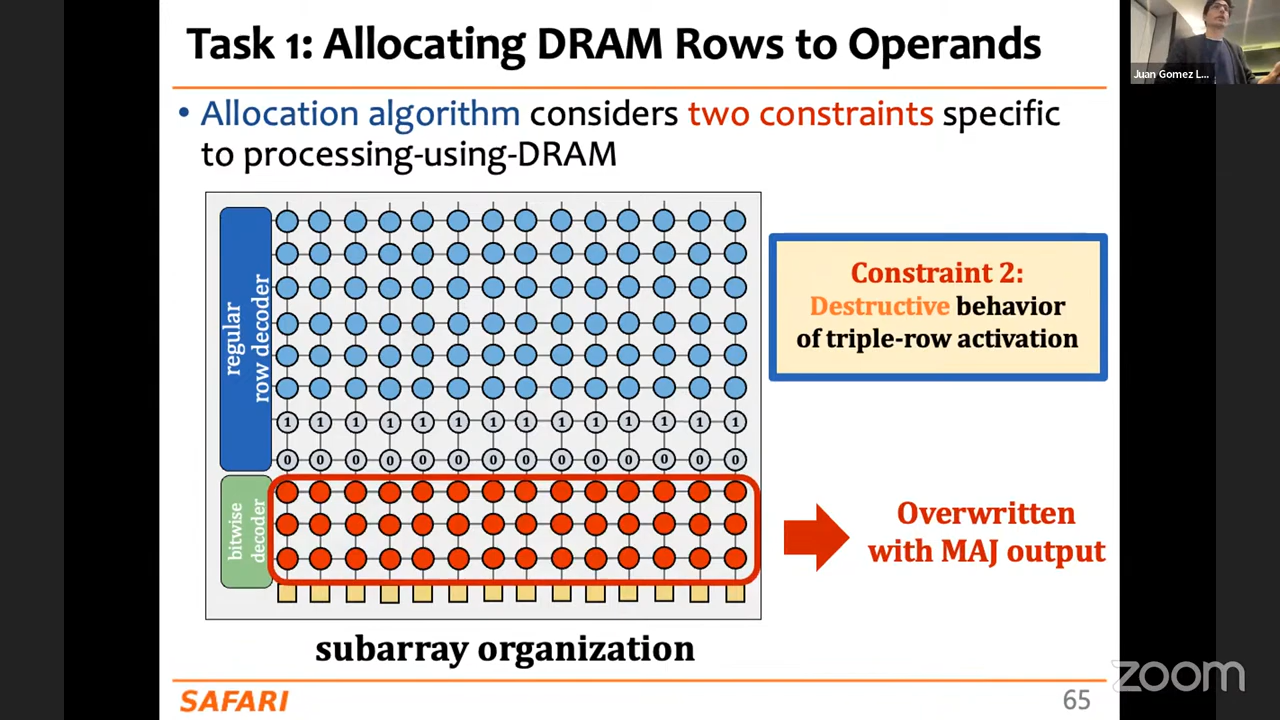 Task 1: Allocating DRAM Rows to Operands
Juan Gomez L...
• Allocation algorithm considers two constraints specific
to processing-using-DRAM
regular
row decoder
1 1 1 1 1 1 1 1 1 1 1 1 1 1
0 0 0 0 0 0 0 0 0 0 0 0 0 0
bitwise
decoder
Constraint 2:
Destructive behavior
of triple-row activation
Overwritten
with MAJ output
subarray organization
SAFARI
65
zoom